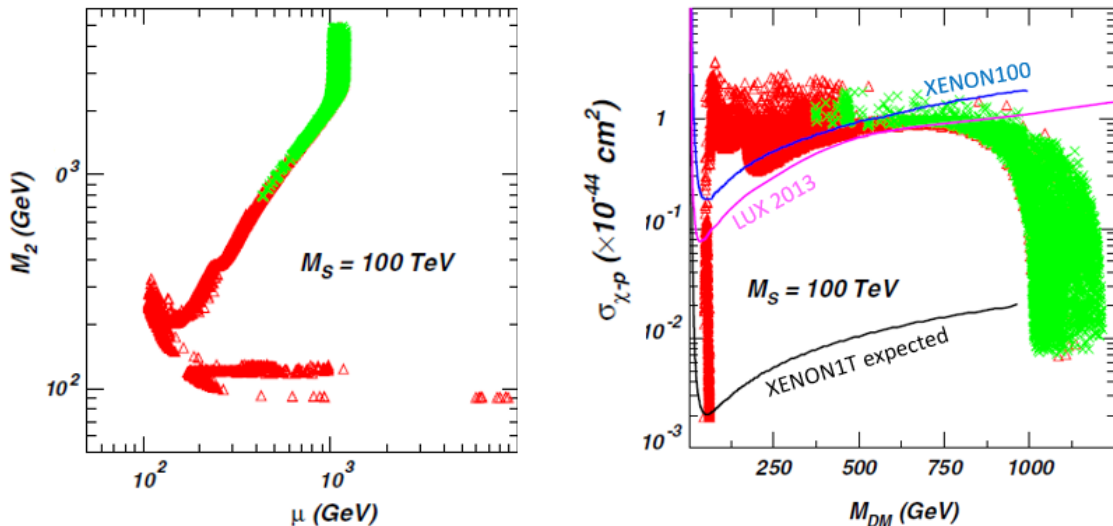 M₂ (GeV)
0³
10²
M_S = 100 TeV
10² 10³
μ (GeV)
σ_χ-p (×10⁻⁴⁴ cm²)
1
10⁻¹
10⁻²
10⁻³
XENON100
LUX 2013
M_S = 100 TeV
XENON1T expected
250 500 750 1000
M_DM (GeV)